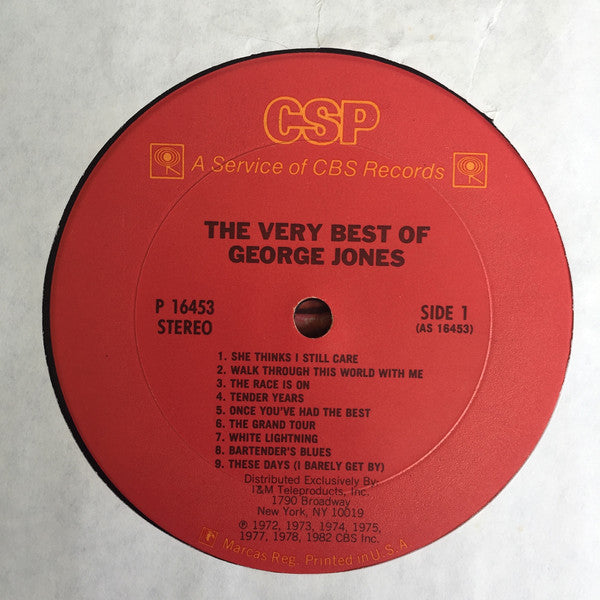 CSP
A Service of CBS Records
THE VERY BEST OF
GEORGE JONES
P 16453
STEREO
SIDE 1
(AS 16453)
1. SHE THINKS I STILL CARE
2. WALK THROUGH THIS WORLD WITH ME
3. THE RACE IS ON
4. TENDER YEARS
5. ONCE YOU'VE HAD THE BEST
6. THE GRAND TOUR
7. WHITE LIGHTNING
8. BARTENDER'S BLUES
9. THESE DAYS (I BARELY GET BY)
Distributed Exclusively By:
I&M Teleproducts, Inc.
1790 Broadway
New York, NY 10019
℗ 1972, 1973, 1974, 1975,
1977, 1978, 1982 CBS Inc.
Marcas Reg. Printed in U.S.A